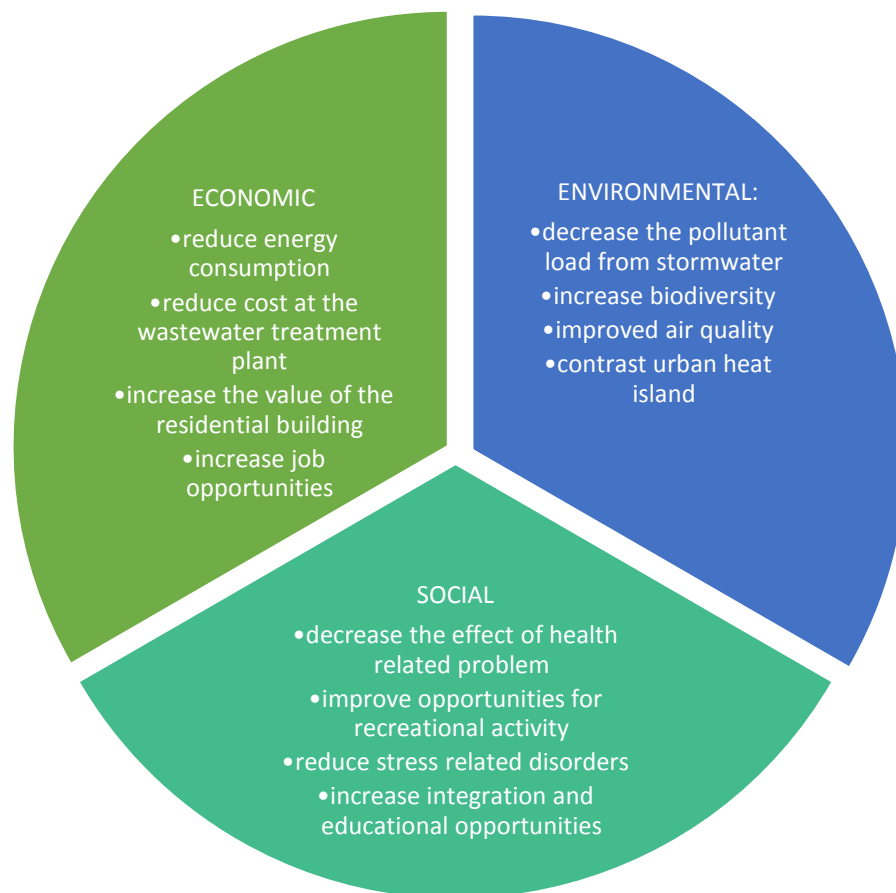 ECONOMIC
•reduce energy
consumption
•reduce cost at the
wastewater treatment
plant
•increase the value of the
residential building
•increase job
opportunities
ENVIRONMENTAL:
•decrease the pollutant
load from stormwater
•increase biodiversity
•improved air quality
•contrast urban heat
island
SOCIAL
•decrease the effect of health
related problem
•improve opportunities for
recreational activity
•reduce stress related disorders
•increase integration and
educational opportunities